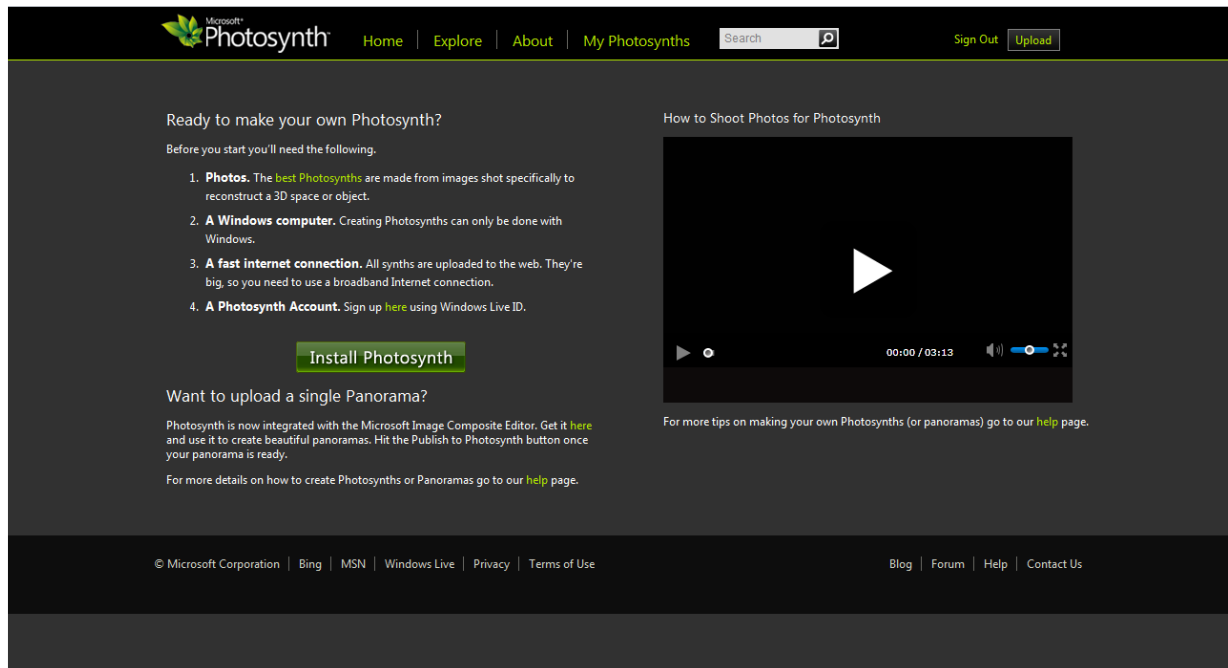 Microsoft®
Photosynth™
Home | Explore | About | My Photosynths
Search
Sign Out Upload
Ready to make your own Photosynth?
Before you start you'll need the following.
1. Photos. The best Photosynths are made from images shot specifically to
reconstruct a 3D space or object.
2. A Windows computer. Creating Photosynths can only be done with
Windows.
3. A fast internet connection. All synths are uploaded to the web. They're
big, so you need to use a broadband Internet connection.
4. A Photosynth Account. Sign up here using Windows Live ID.
Install Photosynth
Want to upload a single Panorama?
Photosynth is now integrated with the Microsoft Image Composite Editor. Get it here
and use it to create beautiful panoramas. Hit the Publish to Photosynth button once
your panorama is ready.
For more details on how to create Photosynths or Panoramas go to our help page.
How to Shoot Photos for Photosynth
00:00 / 03:13
For more tips on making your own Photosynths (or panoramas) go to our help page.
© Microsoft Corporation | Bing | MSN | Windows Live | Privacy | Terms of Use
Blog | Forum | Help | Contact Us